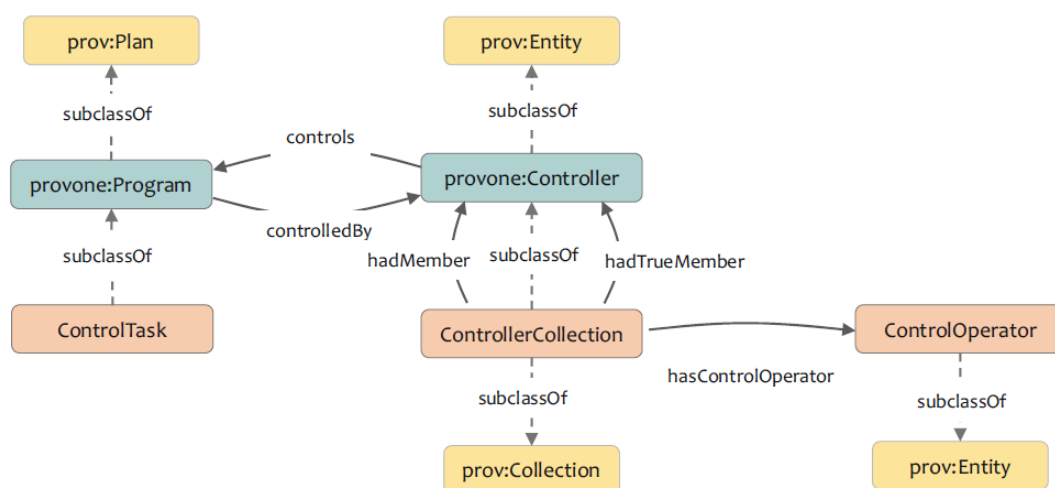 prov:Plan
prov:Entity
subclassOf
subclassOf
controls
provone:Program
provone:Controller
controlledBy
subclassOf
hadMember
subclassOf
hadTrueMember
ControlTask
ControllerCollection
ControlOperator
hasControlOperator
subclassOf
subclassOf
prov:Collection
prov:Entity